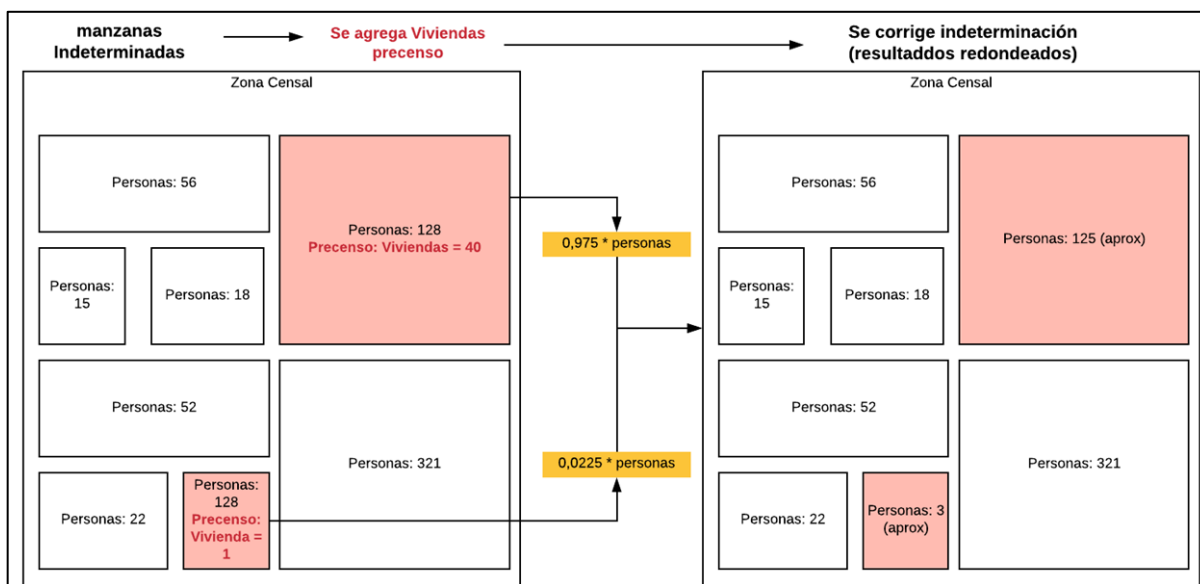 manzanas
Indeterminadas
Se agrega Viviendas
precenso
Se corrige indeterminación
(resultaddos redondeados)
Zona Censal
Personas: 56
Personas: 128
Precenso: Viviendas = 40
Personas:
15
Personas: 18
Personas: 52
Personas: 321
Personas: 22
Personas:
128
Precenso:
Vivienda =
1
0,975 * personas
0,0225 * personas
Zona Censal
Personas: 56
Personas: 125 (aprox)
Personas:
15
Personas: 18
Personas: 52
Personas: 321
Personas: 22
Personas: 3
(aprox)